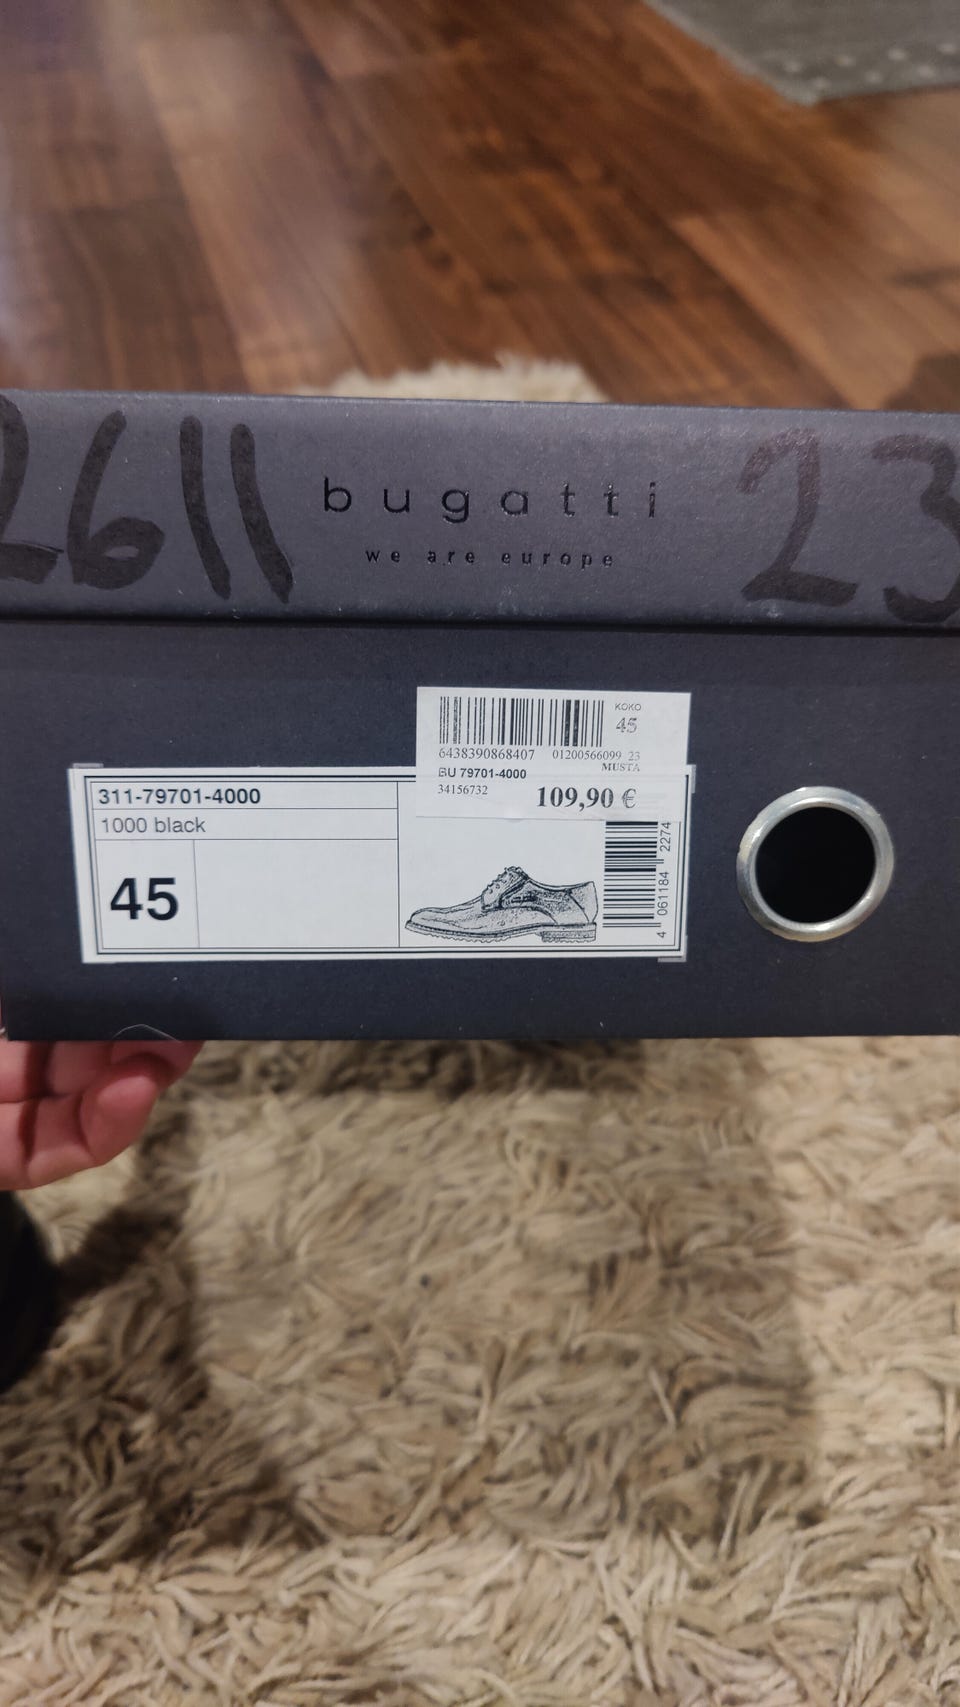 2611
bugatti
23
we are europe
KOKO
45
6438390868407 01200566099 23
MUSTA
BU 79701-4000
34156732
109,90 €
311-79701-4000
1000 black
45
4 061184 2274